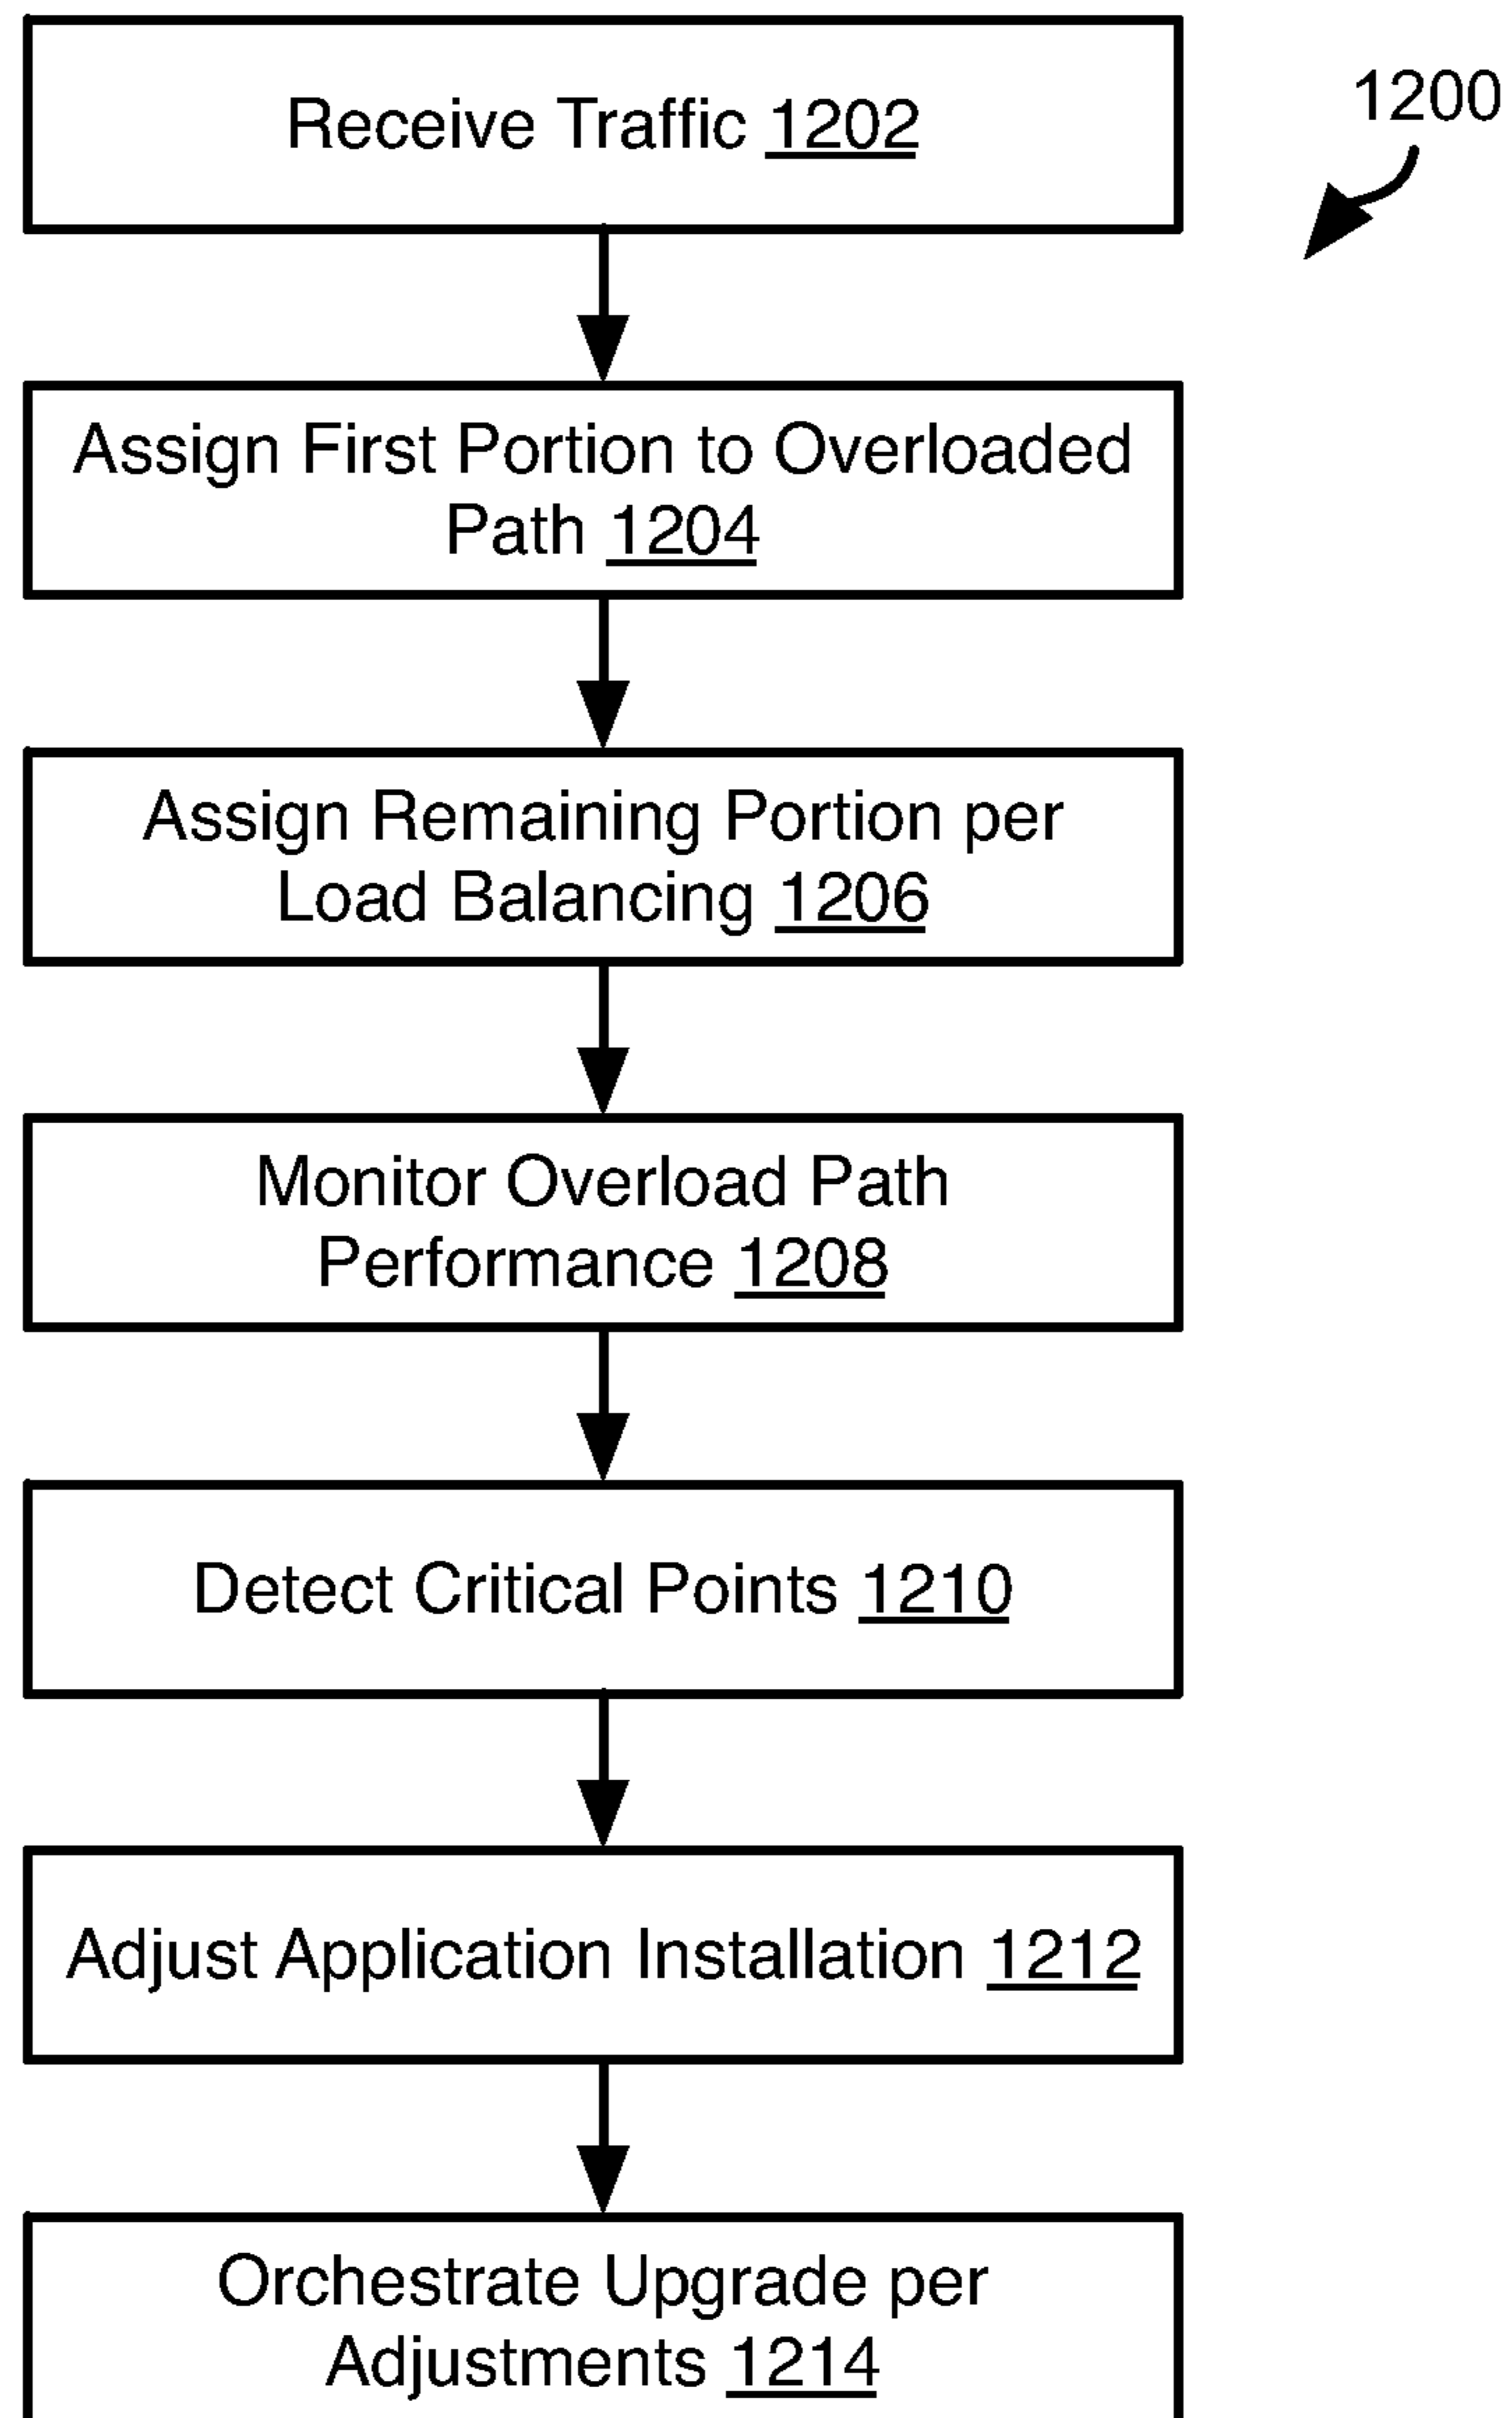 Receive Traffic 1202
1200
Assign First Portion to Overloaded
Path 1204
Assign Remaining Portion per
Load Balancing 1206
Monitor Overload Path
Performance 1208
Detect Critical Points 1210
Adjust Application Installation 1212
Orchestrate Upgrade per
Adjustments 1214